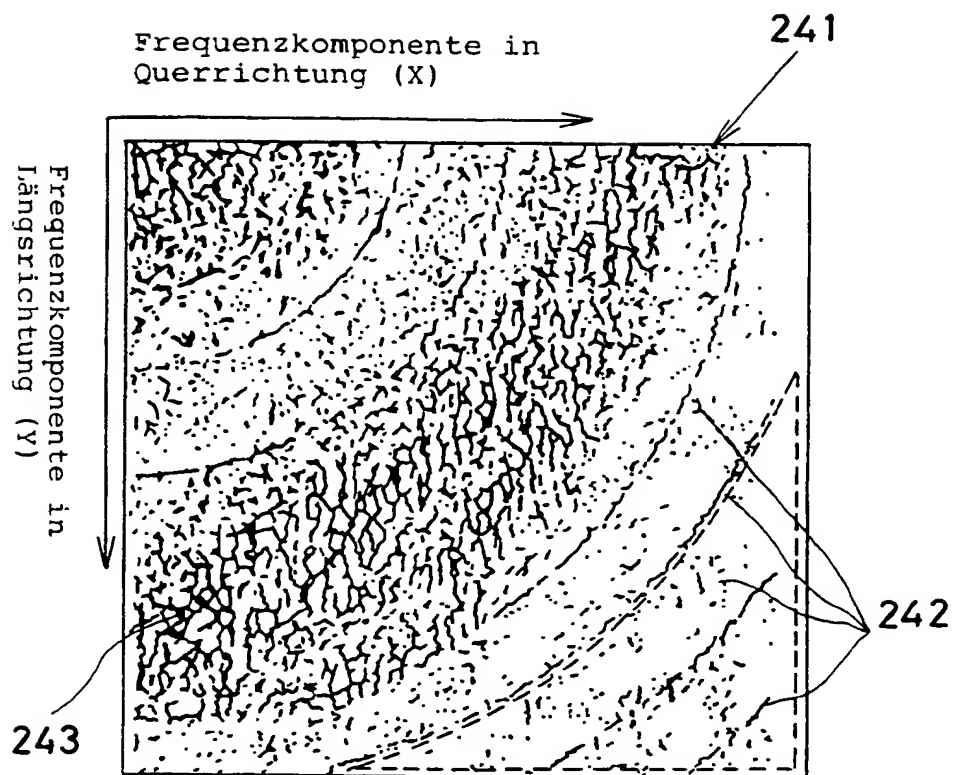 241
Frequenzkomponente in
Querrichtung (X)
Frequenzkomponente in
Längsrichtung (Y)
242
243